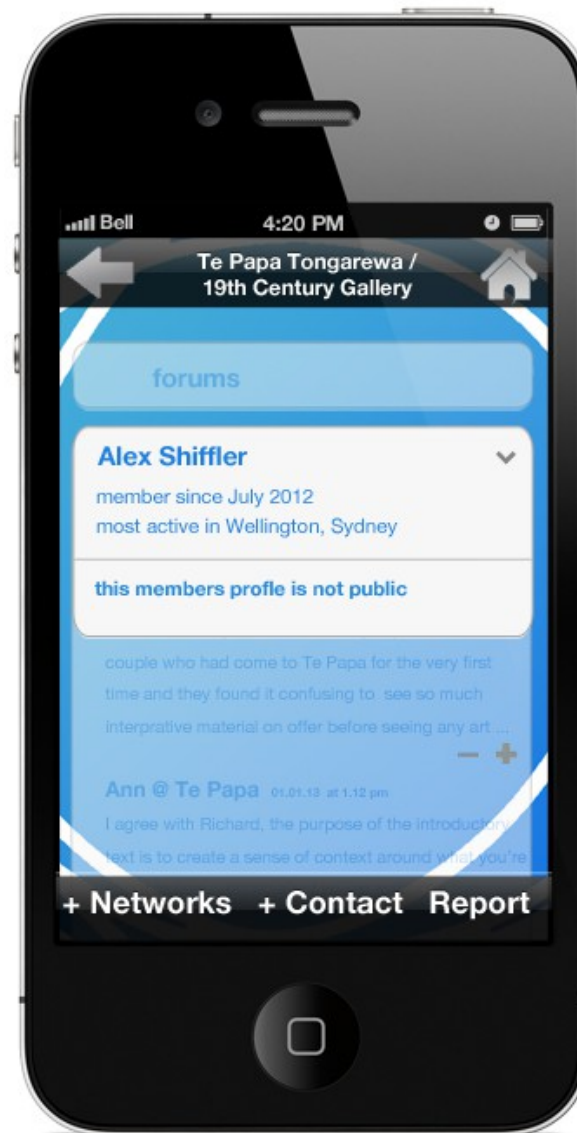 Bell
4:20 PM
Te Papa Tongarewa /
19th Century Gallery
forums
Alex Shiffler
member since July 2012
most active in Wellington, Sydney
this members profle is not public
couple who had come to Te Papa for the very first
time and they found it confusing to see so much
interprative material on offer before seeing any art ...
Ann @ Te Papa 01.01.13 at 1.12 pm
I agree with Richard, the purpose of the introductory
text is to create a sense of context around what you're
+ Networks + Contact Report